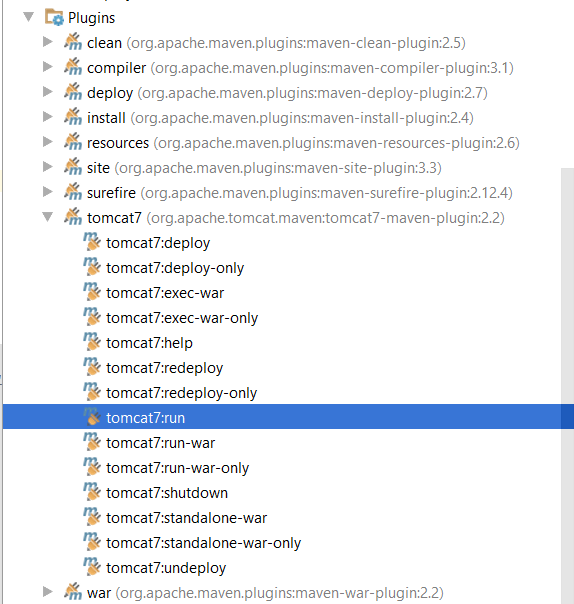 Plugins
clean (org.apache.maven.plugins:maven-clean-plugin:2.5)
compiler (org.apache.maven.plugins:maven-compiler-plugin:3.1)
deploy (org.apache.maven.plugins:maven-deploy-plugin:2.7)
install (org.apache.maven.plugins:maven-install-plugin:2.4)
resources (org.apache.maven.plugins:maven-resources-plugin:2.6)
site (org.apache.maven.plugins:maven-site-plugin:3.3)
surefire (org.apache.maven.plugins:maven-surefire-plugin:2.12.4)
tomcat7 (org.apache.tomcat.maven:tomcat7-maven-plugin:2.2)
tomcat7:deploy
tomcat7:deploy-only
tomcat7:exec-war
tomcat7:exec-war-only
tomcat7:help
tomcat7:redeploy
tomcat7:redeploy-only
tomcat7:run
tomcat7:run-war
tomcat7:run-war-only
tomcat7:shutdown
tomcat7:standalone-war
tomcat7:standalone-war-only
tomcat7:undeploy
war (org.apache.maven.plugins:maven-war-plugin:2.2)